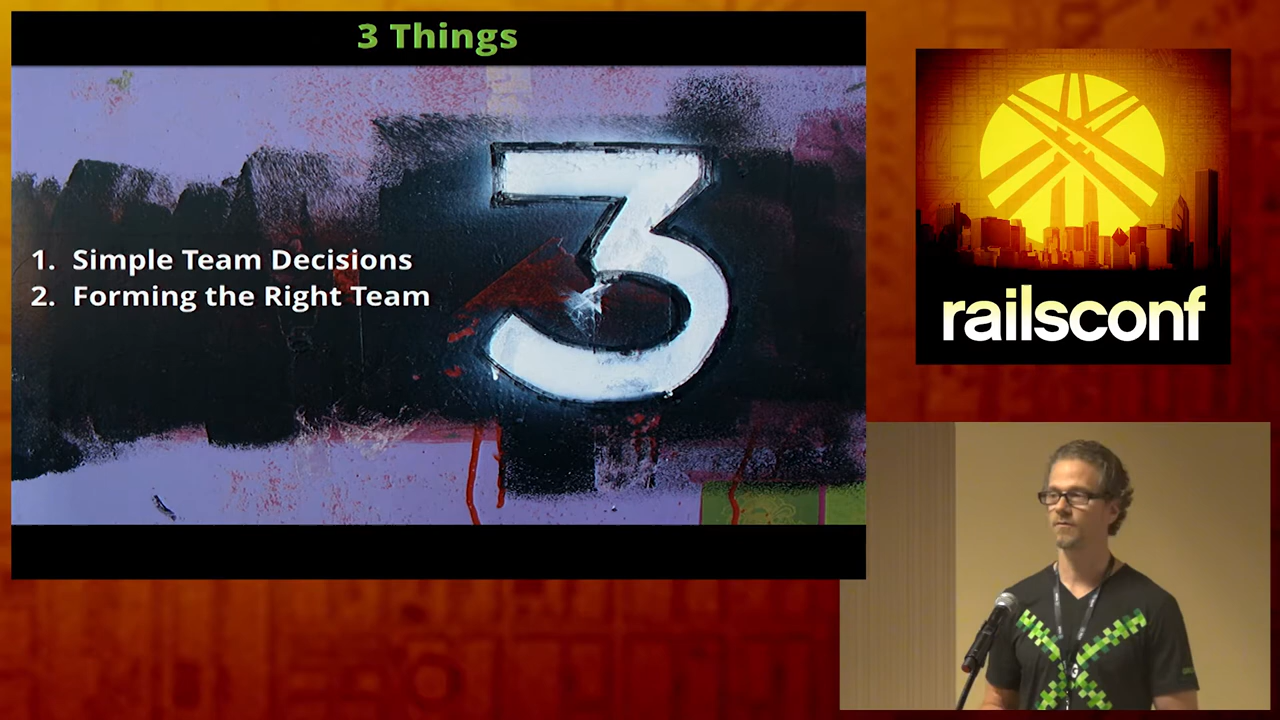 3 Things
3
1. Simple Team Decisions
2. Forming the Right Team
railsconf